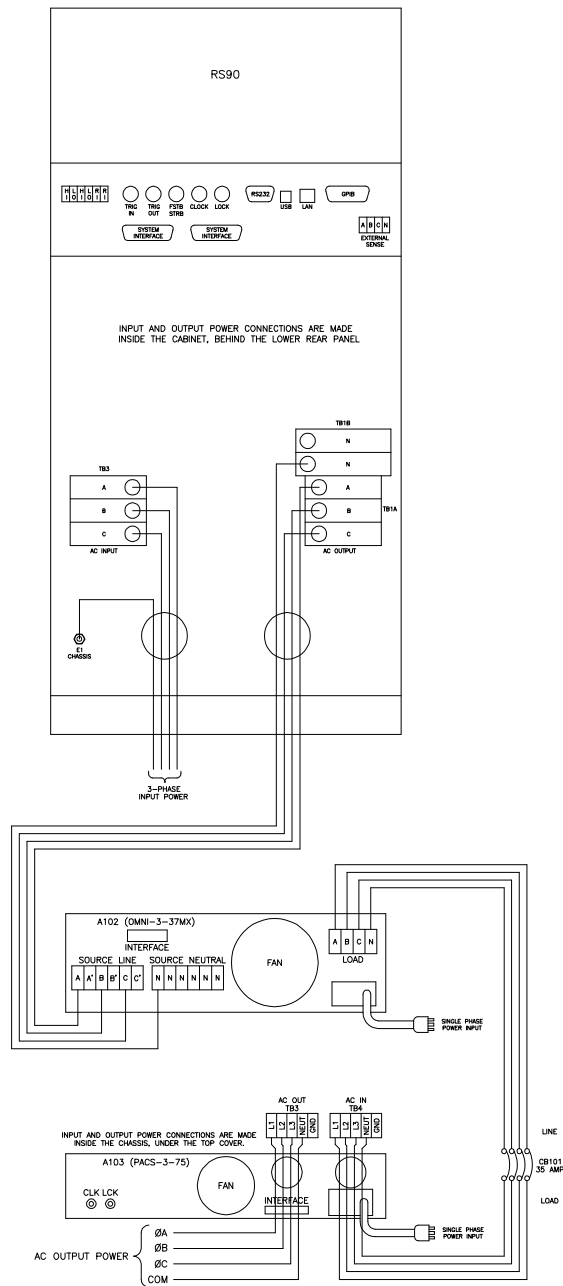 RS90
H
I
L
O
H
I
L
O
R
I
R
I
TRIG
IN
TRIG
OUT
FSTB
STRB
CLOCK
LOCK
RS232
USB
LAN
GPIB
SYSTEM
INTERFACE
SYSTEM
INTERFACE
A B C N
EXTERNAL
SENSE
INPUT AND OUTPUT POWER CONNECTIONS ARE MADE
INSIDE THE CABINET, BEHIND THE LOWER REAR PANEL
TB1B
N
N
TB3
A
B
C
AC INPUT
A
B
C
TB1A
AC OUTPUT
E1
CHASSIS
3-PHASE
INPUT POWER
A102 (OMNI-3-37MX)
INTERFACE
SOURCE LINE
SOURCE NEUTRAL
A A' B B' C C'
N N N N N N
FAN
A B C N
LOAD
SINGLE PHASE
POWER INPUT
AC OUT
TB3
AC IN
TB4
L1 L2 L3 NEUT GND
L1 L2 L3 NEUT GND
INPUT AND OUTPUT POWER CONNECTIONS ARE MADE
INSIDE THE CHASSIS, UNDER THE TOP COVER.
A103 (PACS-3-75)
CLK LCK
FAN
INTERFACE
LINE
CB101
35 AMP
LOAD
SINGLE PHASE
POWER INPUT
AC OUTPUT POWER
ØA
ØB
ØC
COM